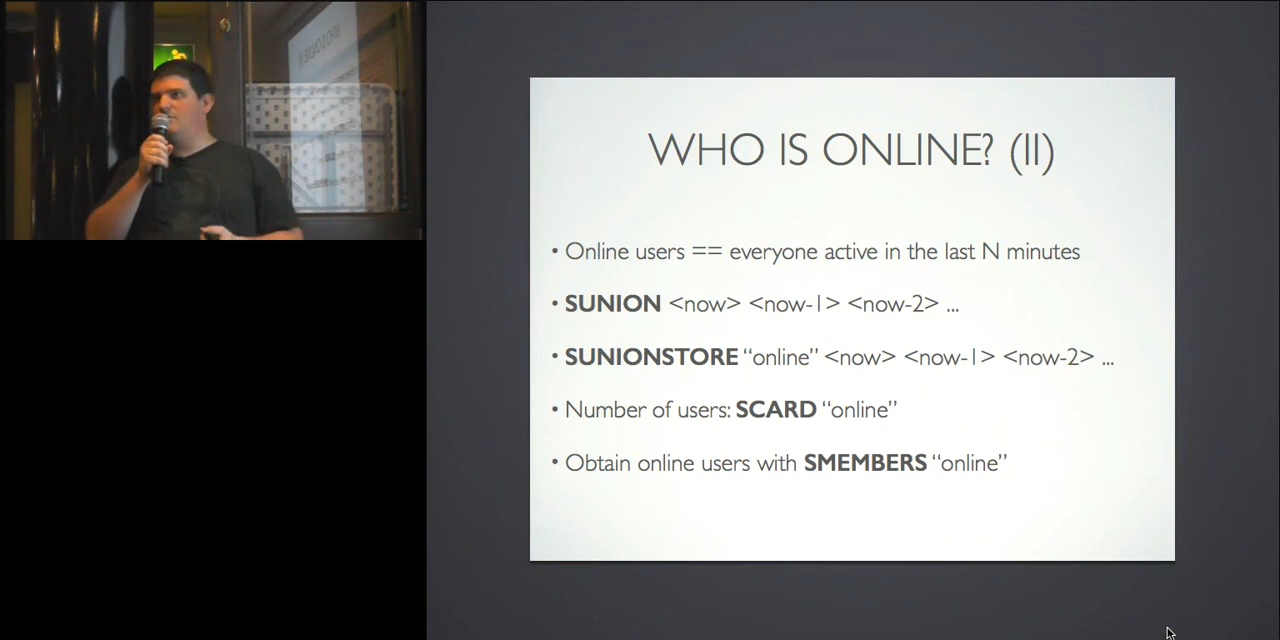 WHO IS ONLINE? (II)
• Online users == everyone active in the last N minutes
• SUNION <now> <now-1> <now-2> ...
• SUNIONSTORE “online” <now> <now-1> <now-2> ...
• Number of users: SCARD “online”
• Obtain online users with SMEMBERS “online”